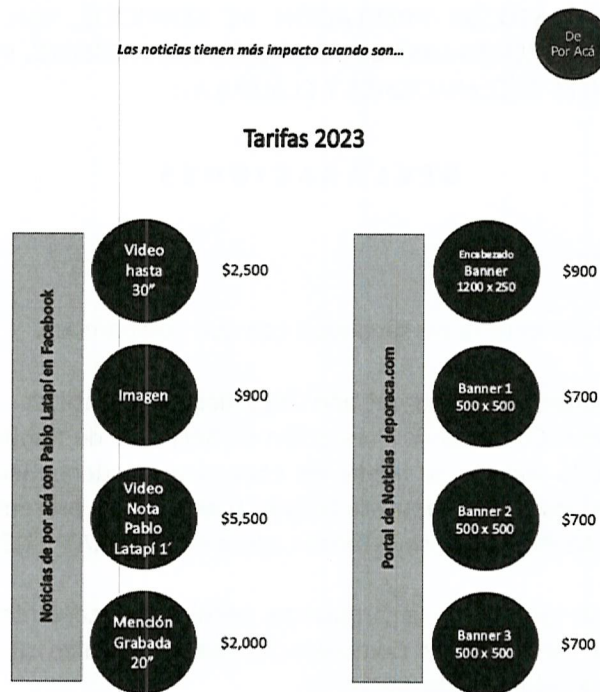 Las noticias tienen más impacto cuando son...
De
Por Acá
Tarifas 2023
Noticias de por acá con Pablo Latapí en Facebook
Video
hasta
30"
$2,500
Imagen
$900
Video
Nota
Pablo
Latapí 1´
$5,500
Mención
Grabada
20"
$2,000
Portal de Noticias deporaca.com
Encabezado
Banner
1200 x 250
$900
Banner 1
500 x 500
$700
Banner 2
500 x 500
$700
Banner 3
500 x 500
$700